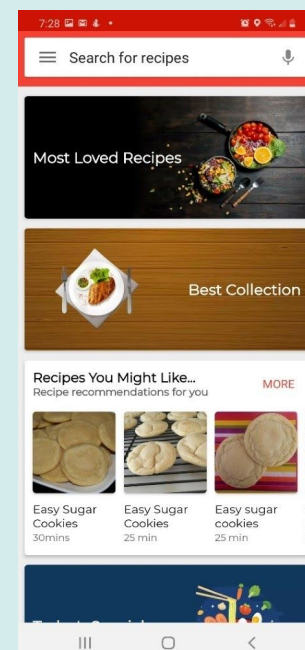 7:28
Search for recipes
Most Loved Recipes
Best Collection
Recipes You Might Like...
Recipe recommendations for you
MORE
Easy Sugar
Cookies
30mins
Easy Sugar
Cookies
25 min
Easy sugar
cookies
25 min